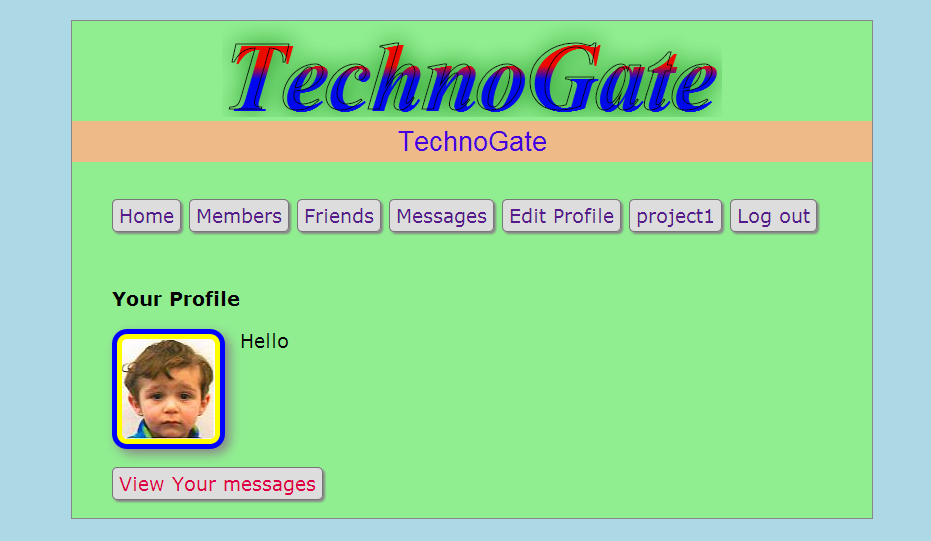 TechnoGate
TechnoGate
Home Members Friends Messages Edit Profile project1 Log out
Your Profile
Hello
View Your messages